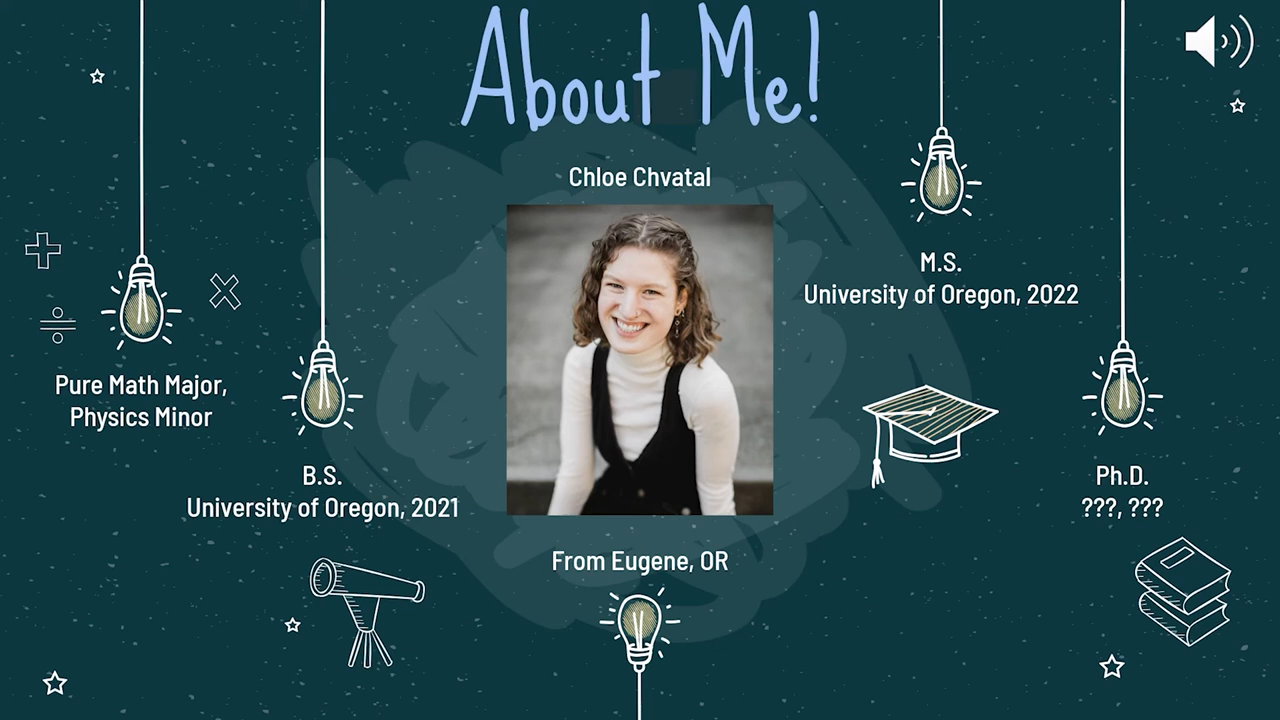 About Me!
Chloe Chvatal
Pure Math Major,
Physics Minor
B.S.
University of Oregon, 2021
From Eugene, OR
M.S.
University of Oregon, 2022
Ph.D.
???, ???